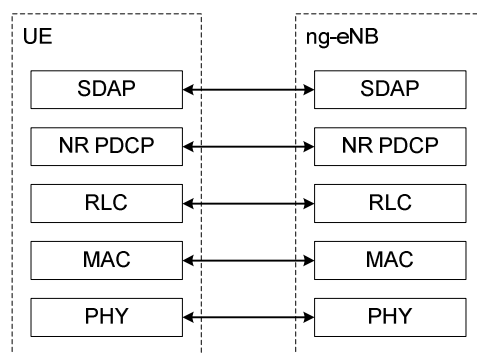 UE ng-eNB
SDAP SDAP
NR PDCP NR PDCP
RLC RLC
MAC MAC
PHY PHY